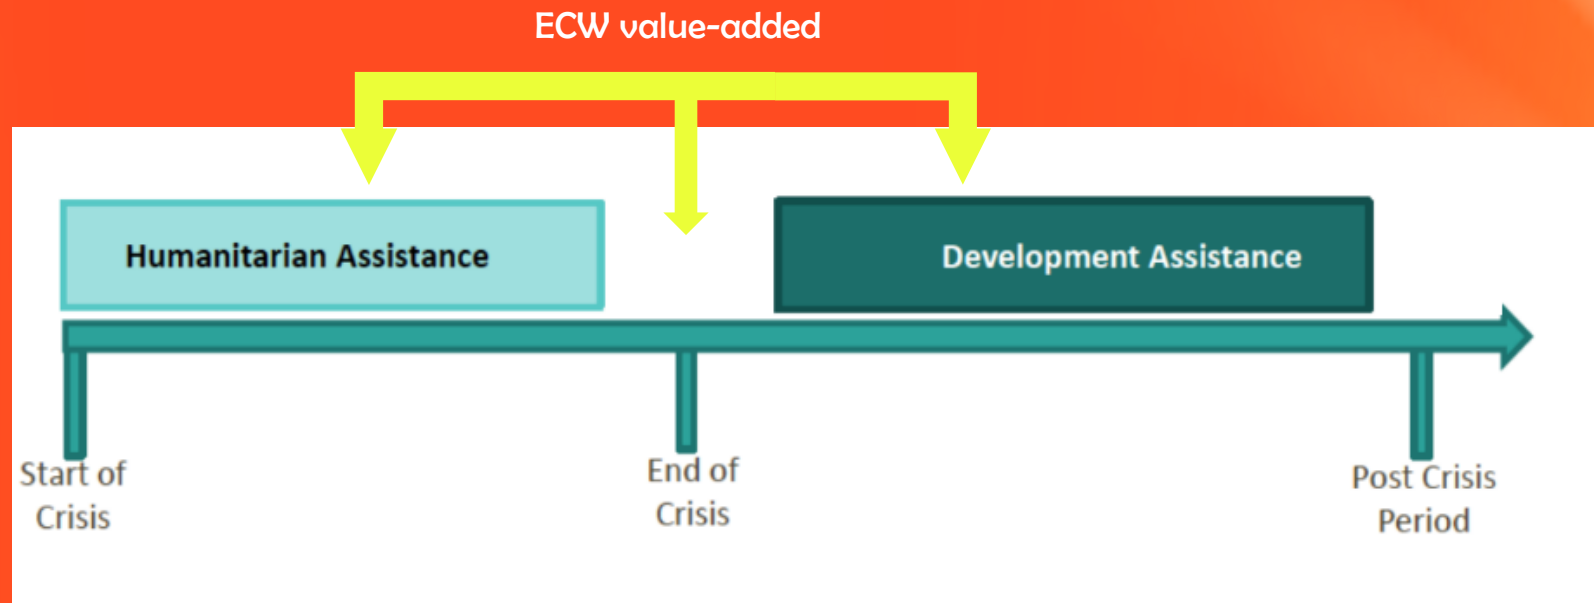 ECW value-added
Humanitarian Assistance
Development Assistance
Start of
Crisis
End of
Crisis
Post Crisis
Period